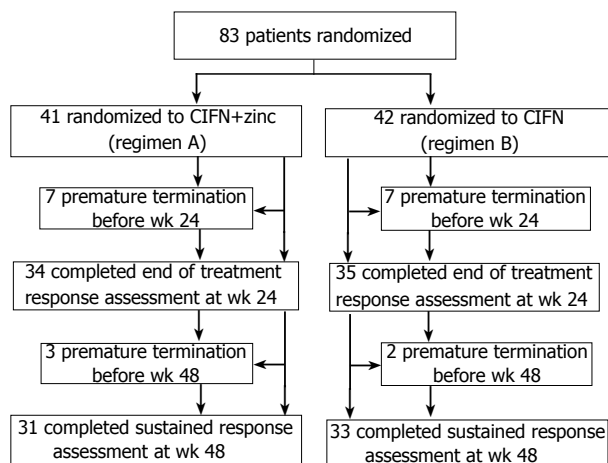 83 patients randomized
41 randomized to CIFN+zinc
(regimen A)
42 randomized to CIFN
(regimen B)
7 premature termination
before wk 24
7 premature termination
before wk 24
34 completed end of treatment
response assessment at wk 24
35 completed end of treatment
response assessment at wk 24
3 premature termination
before wk 48
2 premature termination
before wk 48
31 completed sustained response
assessment at wk 48
33 completed sustained response
assessment at wk 48